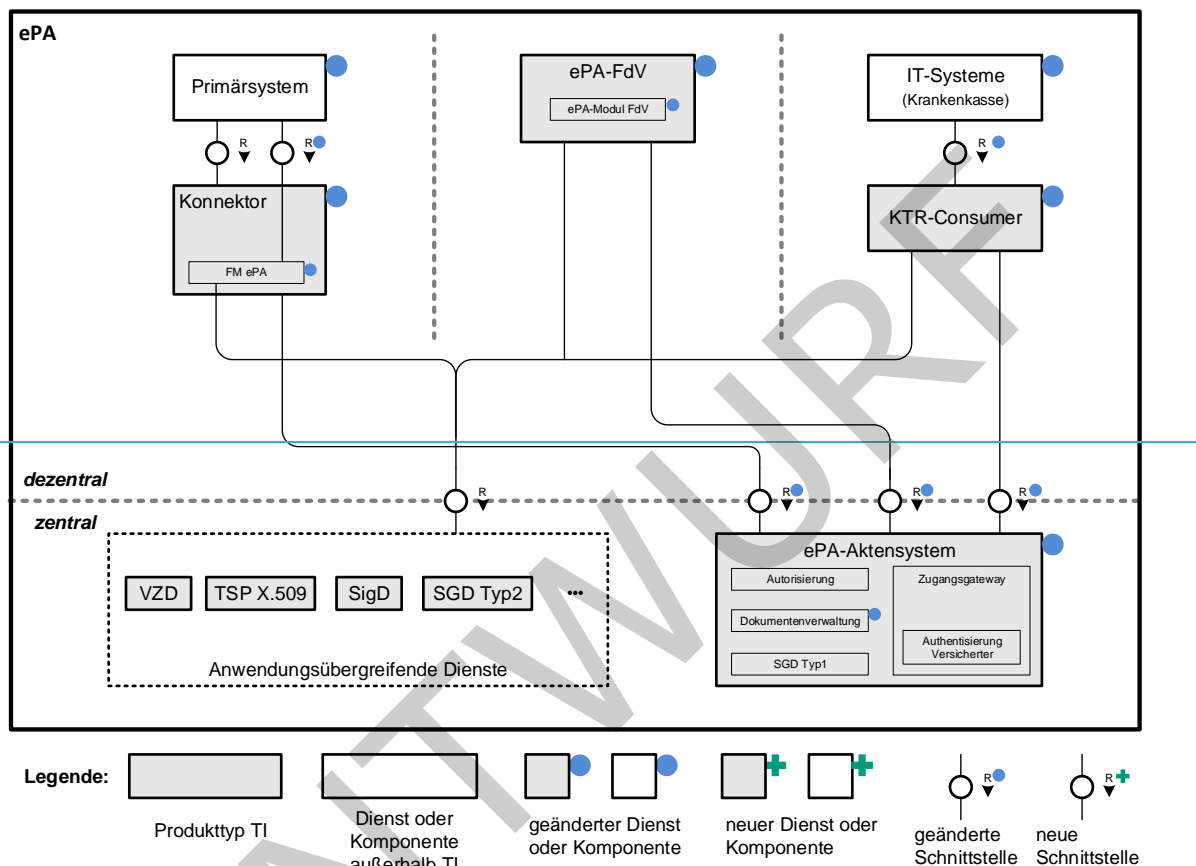 ePA
Primärsystem
ePA-FdV
ePA-Modul FdV
IT-Systeme
(Krankenkasse)
R
R
R
Konnektor
FM ePA
KTR-Consumer
dezentral
zentral
R
R
R
R
ePA-Aktensystem
Autorisierung
Dokumentenverwaltung
SGD Typ1
Zugangsgateway
Authentisierung
Versicherter
VZD
TSP X.509
SigD
SGD Typ2
...
Anwendungsübergreifende Dienste
ENTWURF
Legende:
Produkttyp TI
Dienst oder
Komponente
außerhalb TI
geänderter Dienst
oder Komponente
neuer Dienst oder
Komponente
R
geänderte
Schnittstelle
R
neue
Schnittstelle